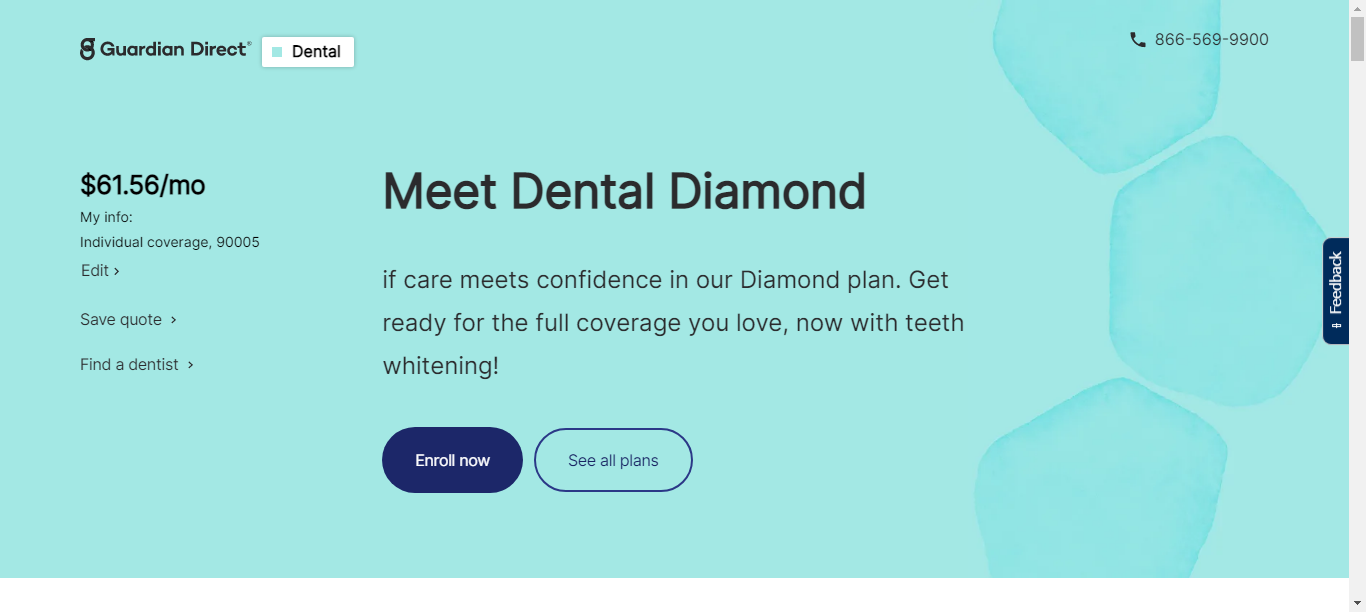 Guardian Direct®
Dental
866-569-9900
$61.56/mo
My info:
Individual coverage, 90005
Edit
Save quote
Find a dentist
Meet Dental Diamond
if care meets confidence in our Diamond plan. Get
ready for the full coverage you love, now with teeth
whitening!
Enroll now
See all plans
Feedback